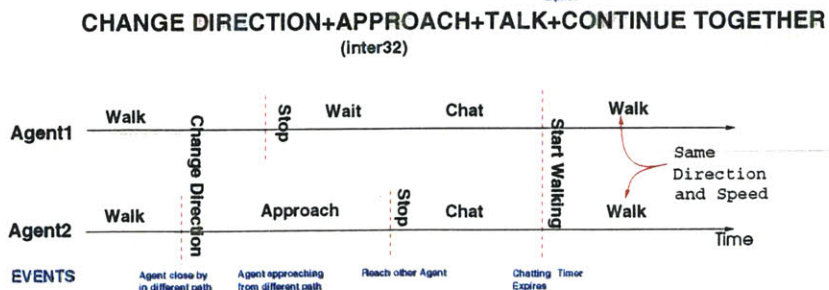 CHANGE DIRECTION+APPROACH+TALK+CONTINUE TOGETHER
(inter32)
Agent1
Walk
Stop
Wait
Chat
Walk
Change Direction
Start Walking
Same
Direction
and Speed
Agent2
Walk
Approach
Stop
Chat
Walk
Time
EVENTS
Agent close by
in different path
Agent approaching
from different path
Reach other Agent
Chatting Timer
Expires